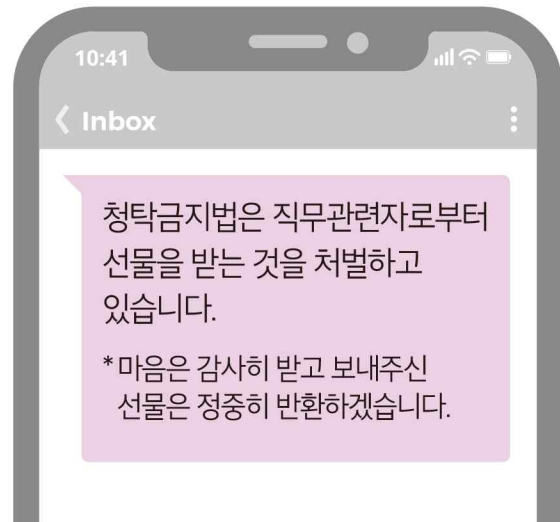 10:41
Inbox
청탁금지법은 직무관련자로부터
선물을 받는 것을 처벌하고
있습니다.
*마음은 감사히 받고 보내주신
선물은 정중히 반환하겠습니다.